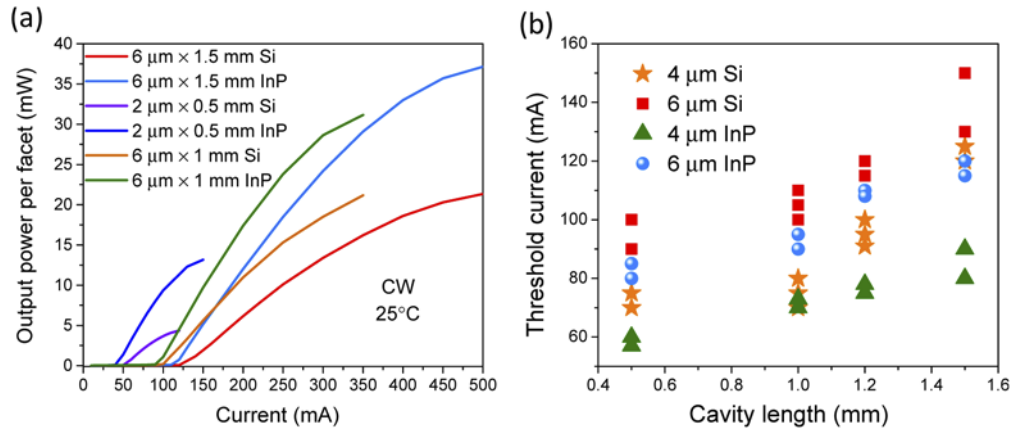 (a)
Output power per facet (mW)
40
35
30
25
20
15
10
5
0
6 μm × 1.5 mm Si
6 μm × 1.5 mm InP
2 μm × 0.5 mm Si
2 μm × 0.5 mm InP
6 μm × 1 mm Si
6 μm × 1 mm InP
CW
25°C
0 50 100 150 200 250 300 350 400 450 500
Current (mA)
(b)
Threshold current (mA)
160
140
120
100
80
60
4 μm Si
6 μm Si
4 μm InP
6 μm InP
0.4 0.6 0.8 1.0 1.2 1.4 1.6
Cavity length (mm)